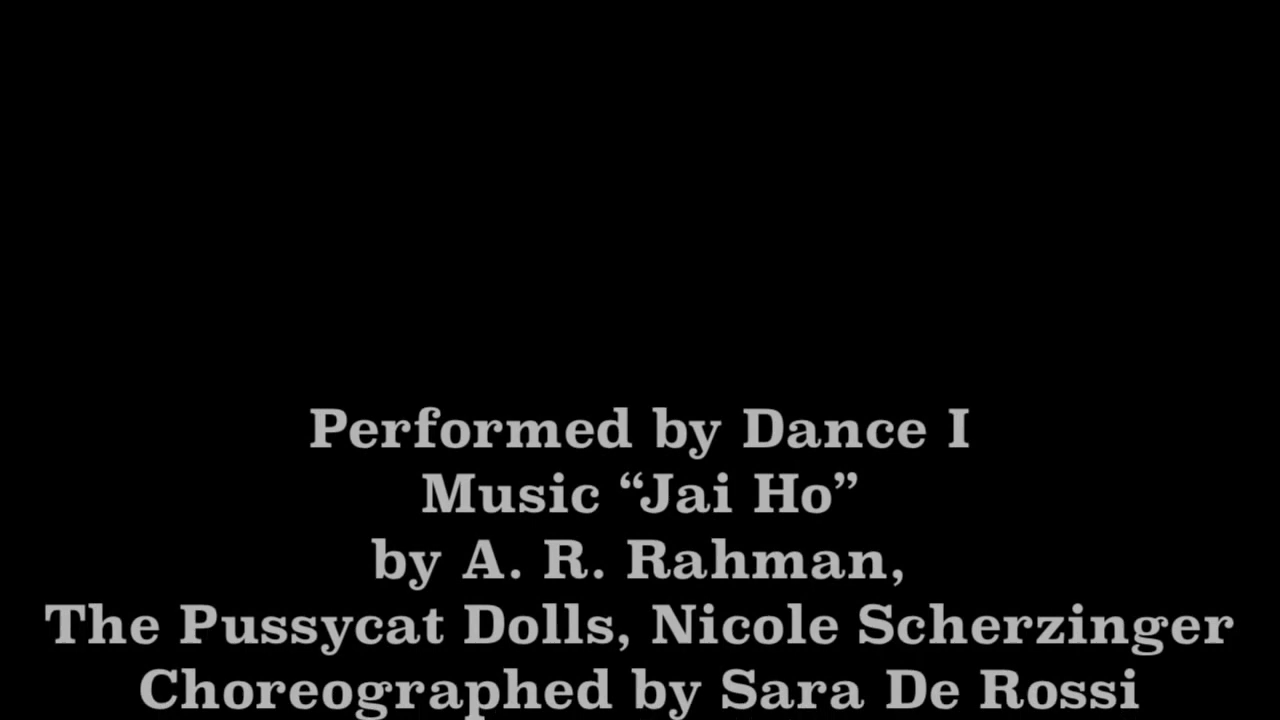 Performed by Dance I
Music “Jai Ho”
by A. R. Rahman,
The Pussycat Dolls, Nicole Scherzinger
Choreographed by Sara De Rossi